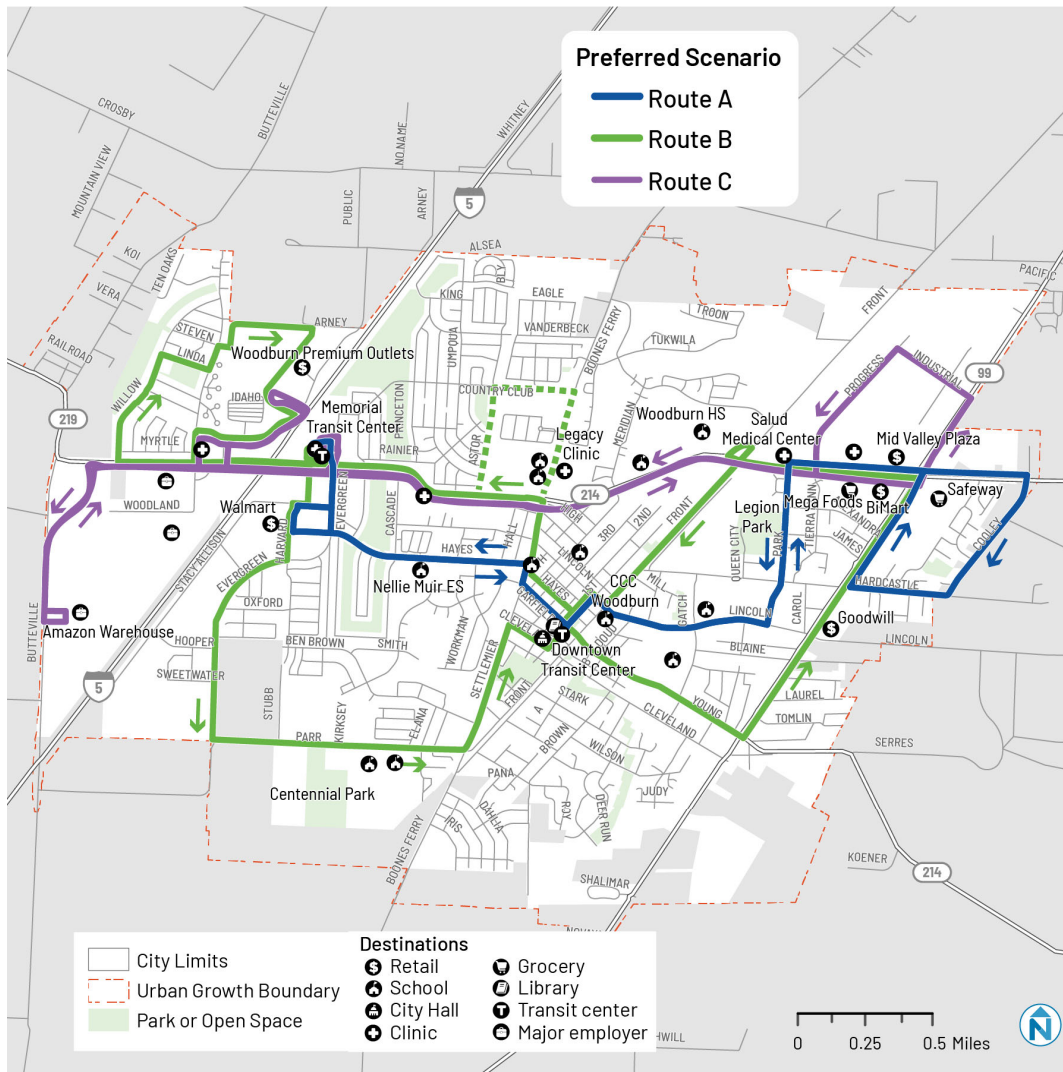 Preferred Scenario
Route A
Route B
Route C
CROSBY
BUTTEVILLE
WHITNEY
MOUNTAIN VIEW
NO NAME
PUBLIC
ARNEY
5
KOI
VERA
TEN OAKS
ALSEA
BLY
KING
EAGLE
VANDERBECK
UMPQUA
BOONES FERRY
TROON
TUKWILA
FRONT
PACIFIC
RAILROAD
STEVEN
LINDA
ARNEY
Woodburn Premium Outlets
WILLOW
IDAHO
PRINCETON
COUNTRY CLUB
PROGRESS
INDUSTRIAL
99
219
MYRTLE
Memorial
Transit Center
RAINIER
ASTOR
Legacy
Clinic
MERIDIAN
Woodburn HS
Salud
Medical Center
Mid Valley Plaza
214
WOODLAND
Walmart
EVERGREEN
CASCADE
HIGH
3RD
2ND
FRONT
Legion
Park
Mega Foods
BiMart
Safeway
STACY ALLISON
HARVARD
HAYES
HALL
LINCOLN
1ST
QUEEN CITY
PARK
JAMES
COOLEY
EVERGREEN
Nellie Muir ES
HAYES
GARFIELD
CCC
Woodburn
MILL
GATCH
LINCOLN
CAROL
HARDCASTLE
BUTTEVILLE
Amazon Warehouse
OXFORD
Goodwill
HOOPER
BEN BROWN
SMITH
WORKMAN
Downtown
Transit Center
BLAINE
LINCOLN
SWEETWATER
STUBB
SETTLEMIER
FRONT
STARK
CLEVELAND
YOUNG
LAUREL
TOMLIN
5
PARR
KIRKSEY
ELANA
A
BROWN
WILSON
SERRES
Centennial Park
PANA
JUDY
BOONES FERRY
IRIS
DAHLIA
ROY
DEER RUN
KOENER
SHALIMAR
214
City Limits
Urban Growth Boundary
Park or Open Space
Destinations
Retail
School
City Hall
Clinic
Grocery
Library
Transit center
Major employer
0 0.25 0.5 Miles
N